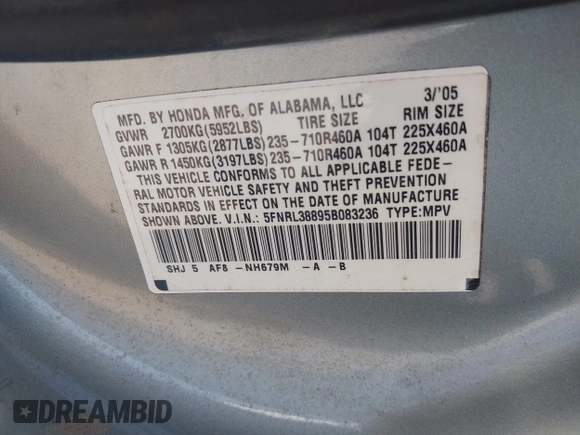 MFD. BY HONDA MFG. OF ALABAMA, LLC 3/'05
GVWR 2700KG(5952LBS) TIRE SIZE RIM SIZE
GAWR F 1305KG(2877LBS)235-710R460A 104T 225X460A
GAWR R 1450KG(3197LBS)235-710R460A 104T 225X460A
THIS VEHICLE CONFORMS TO ALL APPLICABLE FEDE-
RAL MOTOR VEHICLE SAFETY AND THEFT PREVENTION
STANDARDS IN EFFECT ON THE DATE OF MANUFACTURE
SHOWN ABOVE. V.I.N.: 5FNRL38895B083236 TYPE:MPV
SHJ 5 AF8 -NH679M -A -B
DREAMBID